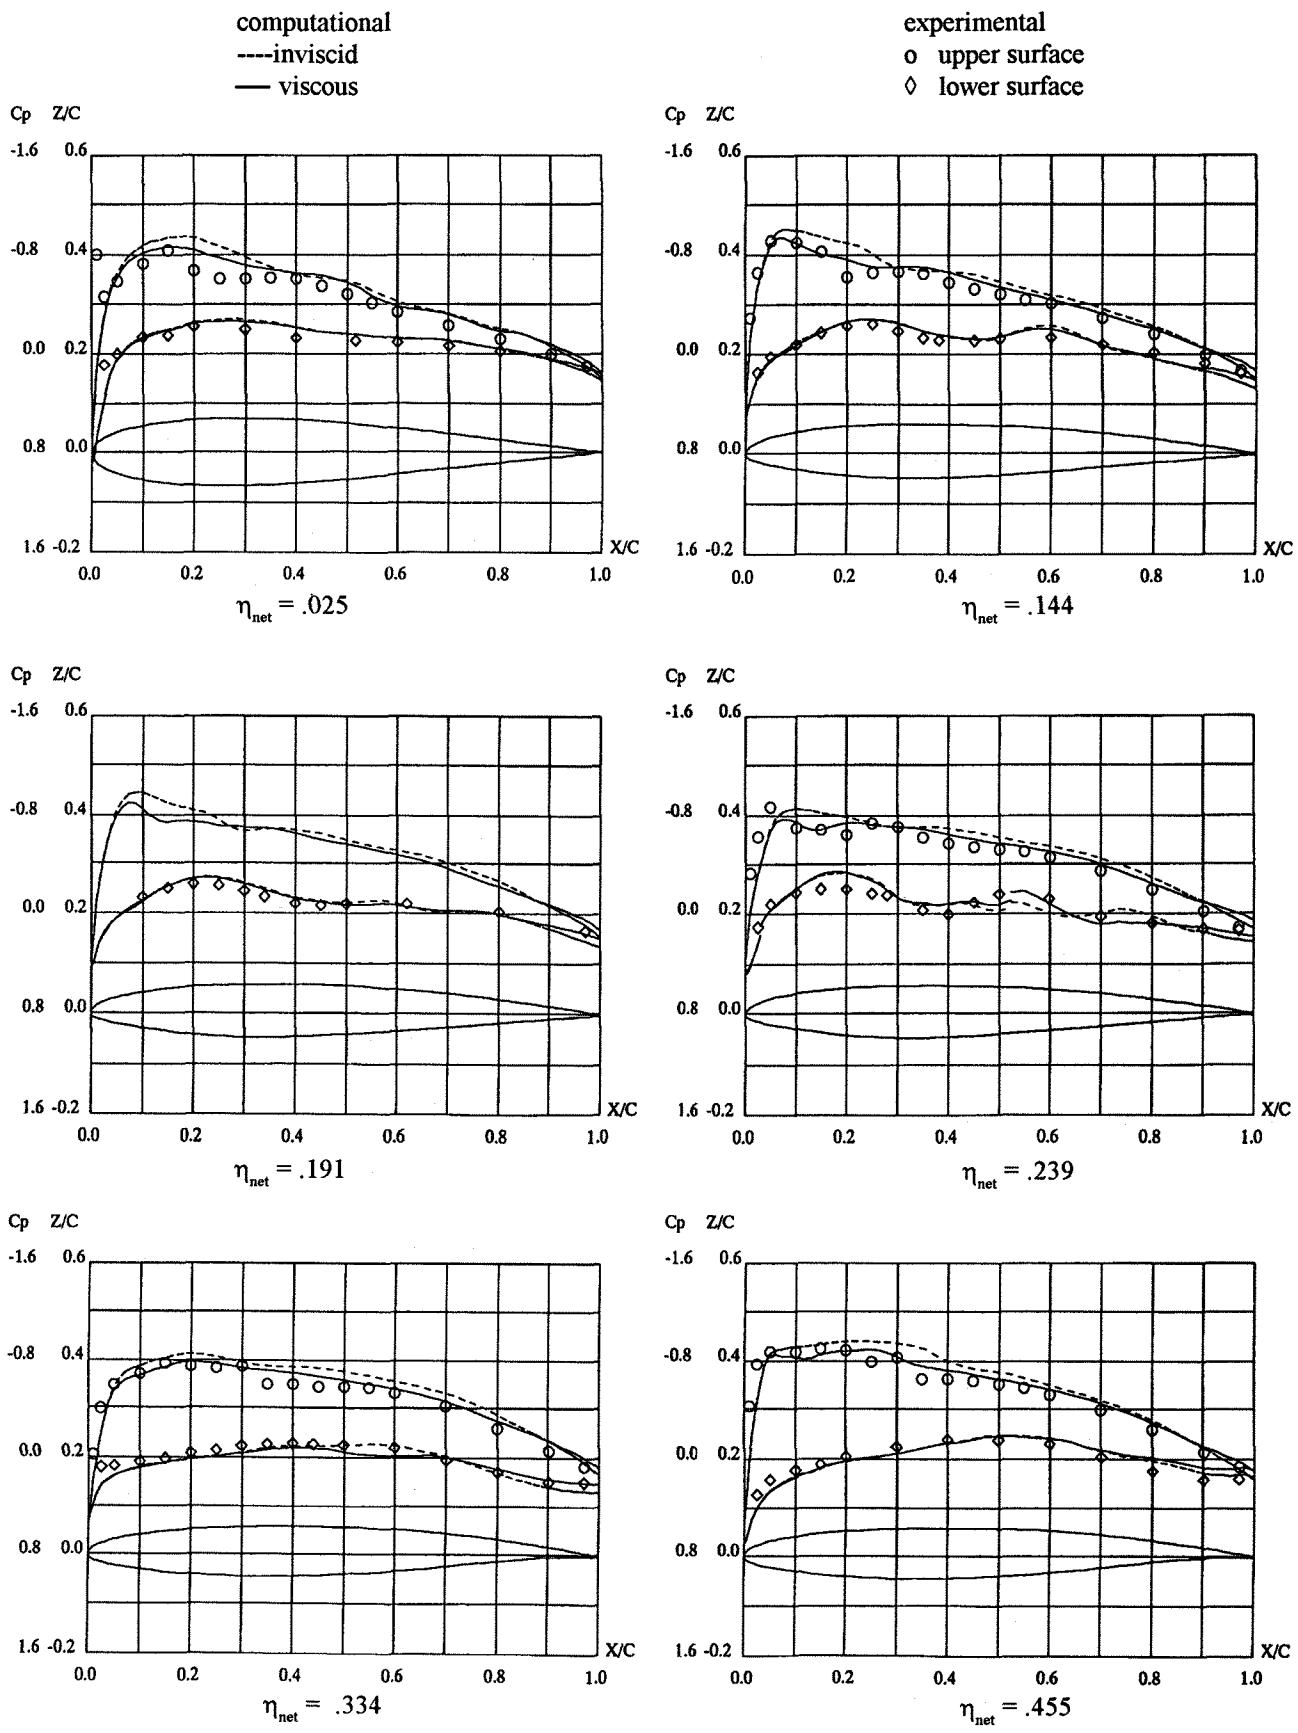 computational
----inviscid
— viscous
experimental
o upper surface
◊ lower surface
Cp Z/C
-1.6 0.6
-0.8 0.4
0.0 0.2
0.8 0.0
1.6 -0.2
X/C
0.0 0.2 0.4 0.6 0.8 1.0
ηnet = .025
Cp Z/C
-1.6 0.6
-0.8 0.4
0.0 0.2
0.8 0.0
1.6 -0.2
X/C
0.0 0.2 0.4 0.6 0.8 1.0
ηnet = .144
Cp Z/C
-1.6 0.6
-0.8 0.4
0.0 0.2
0.8 0.0
1.6 -0.2
X/C
0.0 0.2 0.4 0.6 0.8 1.0
ηnet = .191
Cp Z/C
-1.6 0.6
-0.8 0.4
0.0 0.2
0.8 0.0
1.6 -0.2
X/C
0.0 0.2 0.4 0.6 0.8 1.0
ηnet = .239
Cp Z/C
-1.6 0.6
-0.8 0.4
0.0 0.2
0.8 0.0
1.6 -0.2
X/C
0.0 0.2 0.4 0.6 0.8 1.0
ηnet = .334
Cp Z/C
-1.6 0.6
-0.8 0.4
0.0 0.2
0.8 0.0
1.6 -0.2
X/C
0.0 0.2 0.4 0.6 0.8 1.0
ηnet = .455